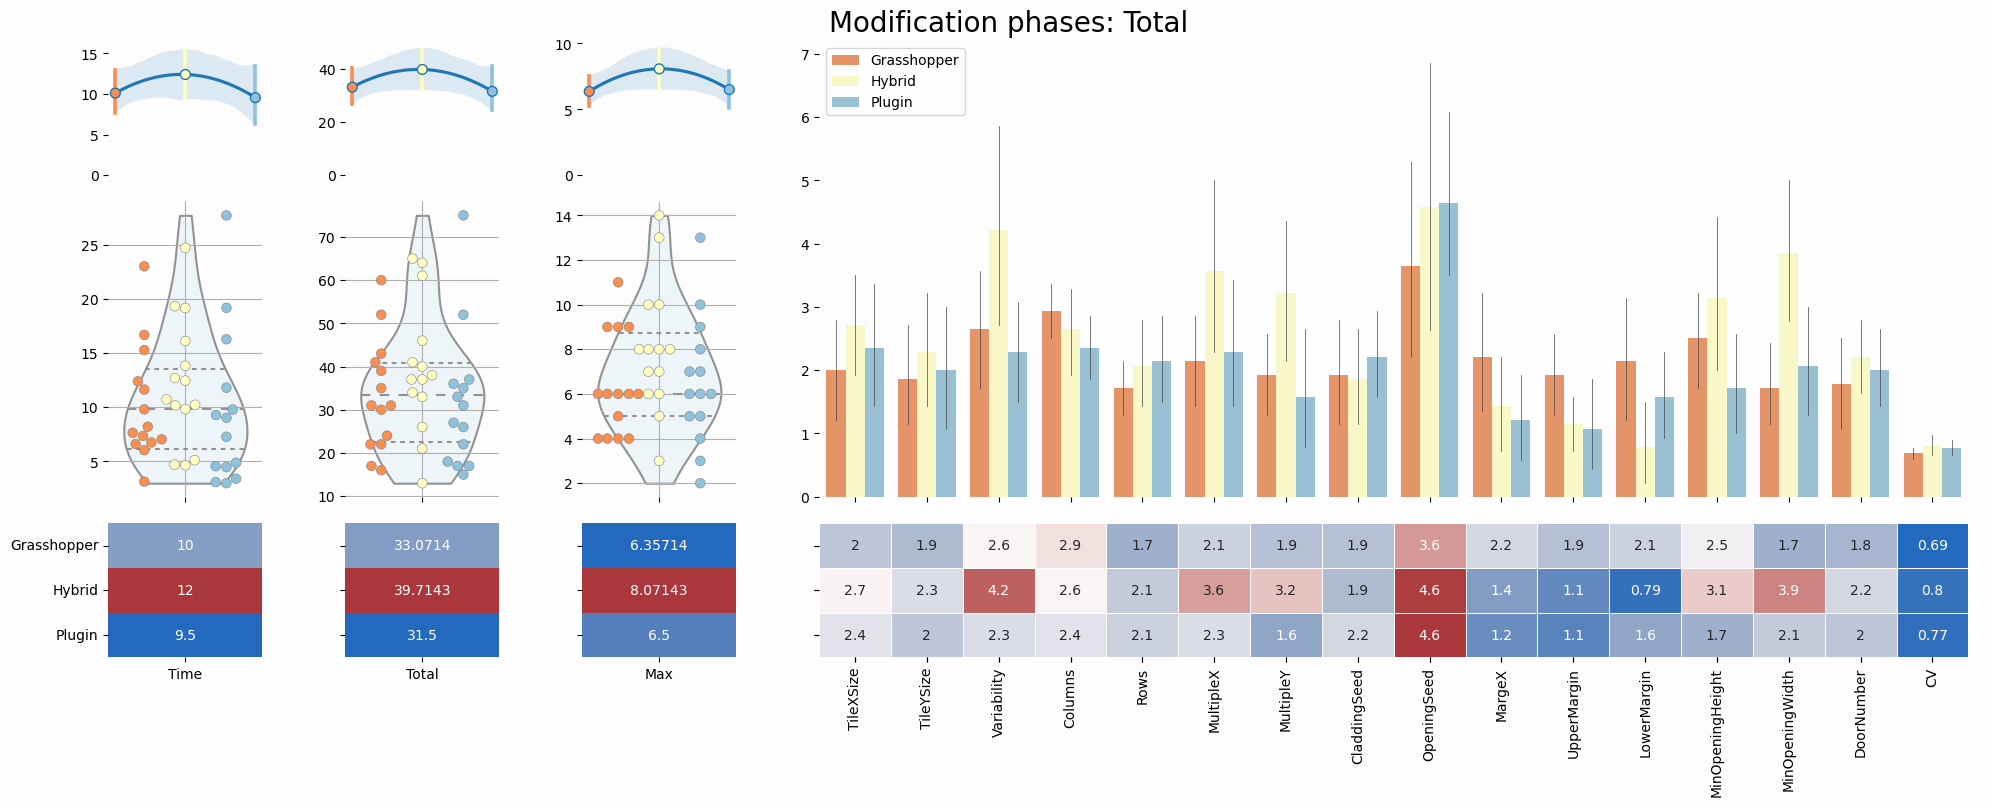 Modification phases: Total
15
10
5
0
40
20
0
10
5
0
7
6
5
4
3
2
1
0
Grasshopper
Hybrid
Plugin
25
20
15
10
5
70
60
50
40
30
20
10
14
12
10
8
6
4
2
Grasshopper 10 33.0714 6.35714 2 1.9 2.6 2.9 1.7 2.1 1.9 1.9 3.6 2.2 1.9 2.1 2.5 1.7 1.8 0.69
Hybrid 12 39.7143 8.07143 2.7 2.3 4.2 2.6 2.1 3.6 3.2 1.9 4.6 1.4 1.1 0.79 3.1 3.9 2.2 0.8
Plugin 9.5 31.5 6.5 2.4 2 2.3 2.4 2.1 2.3 1.6 2.2 4.6 1.2 1.1 1.6 1.7 2.1 2 0.77
Time Total Max
TileXSize
TileYSize
Variability
Columns
Rows
MultipleX
MultipleY
CladdingSeed
OpeningSeed
MargeX
UpperMargin
LowerMargin
MinOpeningHeight
MinOpeningWidth
DoorNumber
CV